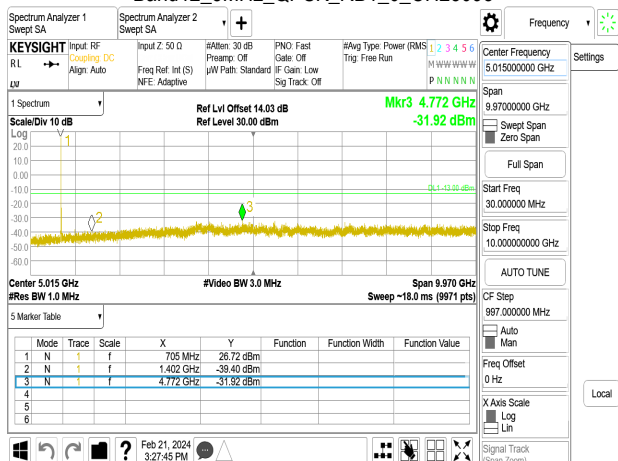 Spectrum Analyzer 1
Swept SA
Spectrum Analyzer 2
Swept SA
Frequency
KEYSIGHT
RL
Input: RF
Coupling: DC
Align: Auto
Input Z: 50 Ω
Freq Ref: Int (S)
NFE: Adaptive
#Atten: 30 dB
Preamp: Off
µW Path: Standard
PNO: Fast
Gate: Off
IF Gain: Low
Sig Track: Off
#Avg Type: Power (RMS
Trig: Free Run
1 2 3 4 5 6
M W W W W W
P N N N N N
1 Spectrum
Scale/Div 10 dB
Ref Lvl Offset 14.03 dB
Ref Level 30.00 dBm
Mkr3 4.772 GHz
-31.92 dBm
Log
20.0
10.0
0.00
-10.0
-20.0
-30.0
-40.0
-50.0
-60.0
1
2
3
DL1 -13.00 dBm
Center 5.015 GHz
#Res BW 1.0 MHz
#Video BW 3.0 MHz
Span 9.970 GHz
Sweep ~18.0 ms (9971 pts)
5 Marker Table
Mode Trace Scale X Y Function Function Width Function Value
1 N 1 f 705 MHz 26.72 dBm
2 N 1 f 1.402 GHz -39.40 dBm
3 N 1 f 4.772 GHz -31.92 dBm
4
5
6
Feb 21, 2024
3:27:45 PM
Center Frequency
5.015000000 GHz
Span
9.97000000 GHz
Swept Span
Zero Span
Full Span
Start Freq
30.000000 MHz
Stop Freq
10.000000000 GHz
AUTO TUNE
CF Step
997.000000 MHz
Auto
Man
Freq Offset
0 Hz
X Axis Scale
Log
Lin
Signal Track
(Span Zoom)
Settings
Local